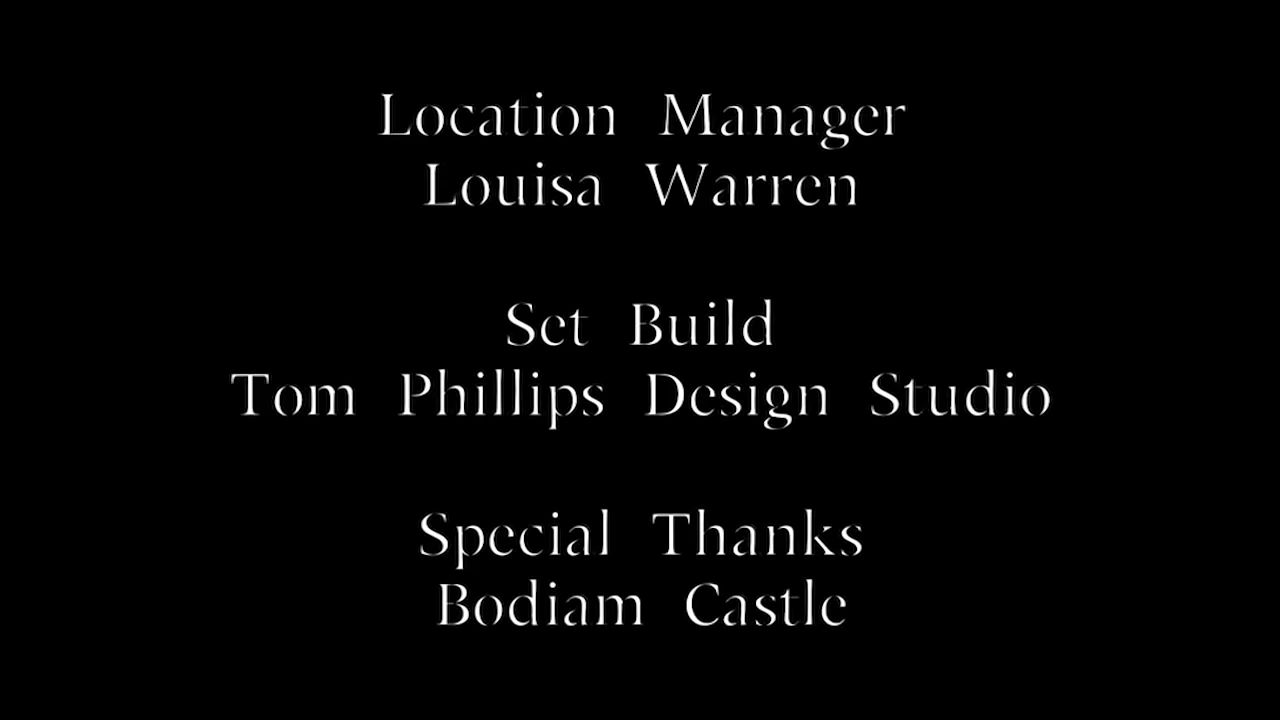 Location Manager
Louisa Warren
Set Build
Tom Phillips Design Studio
Special Thanks
Bodiam Castle